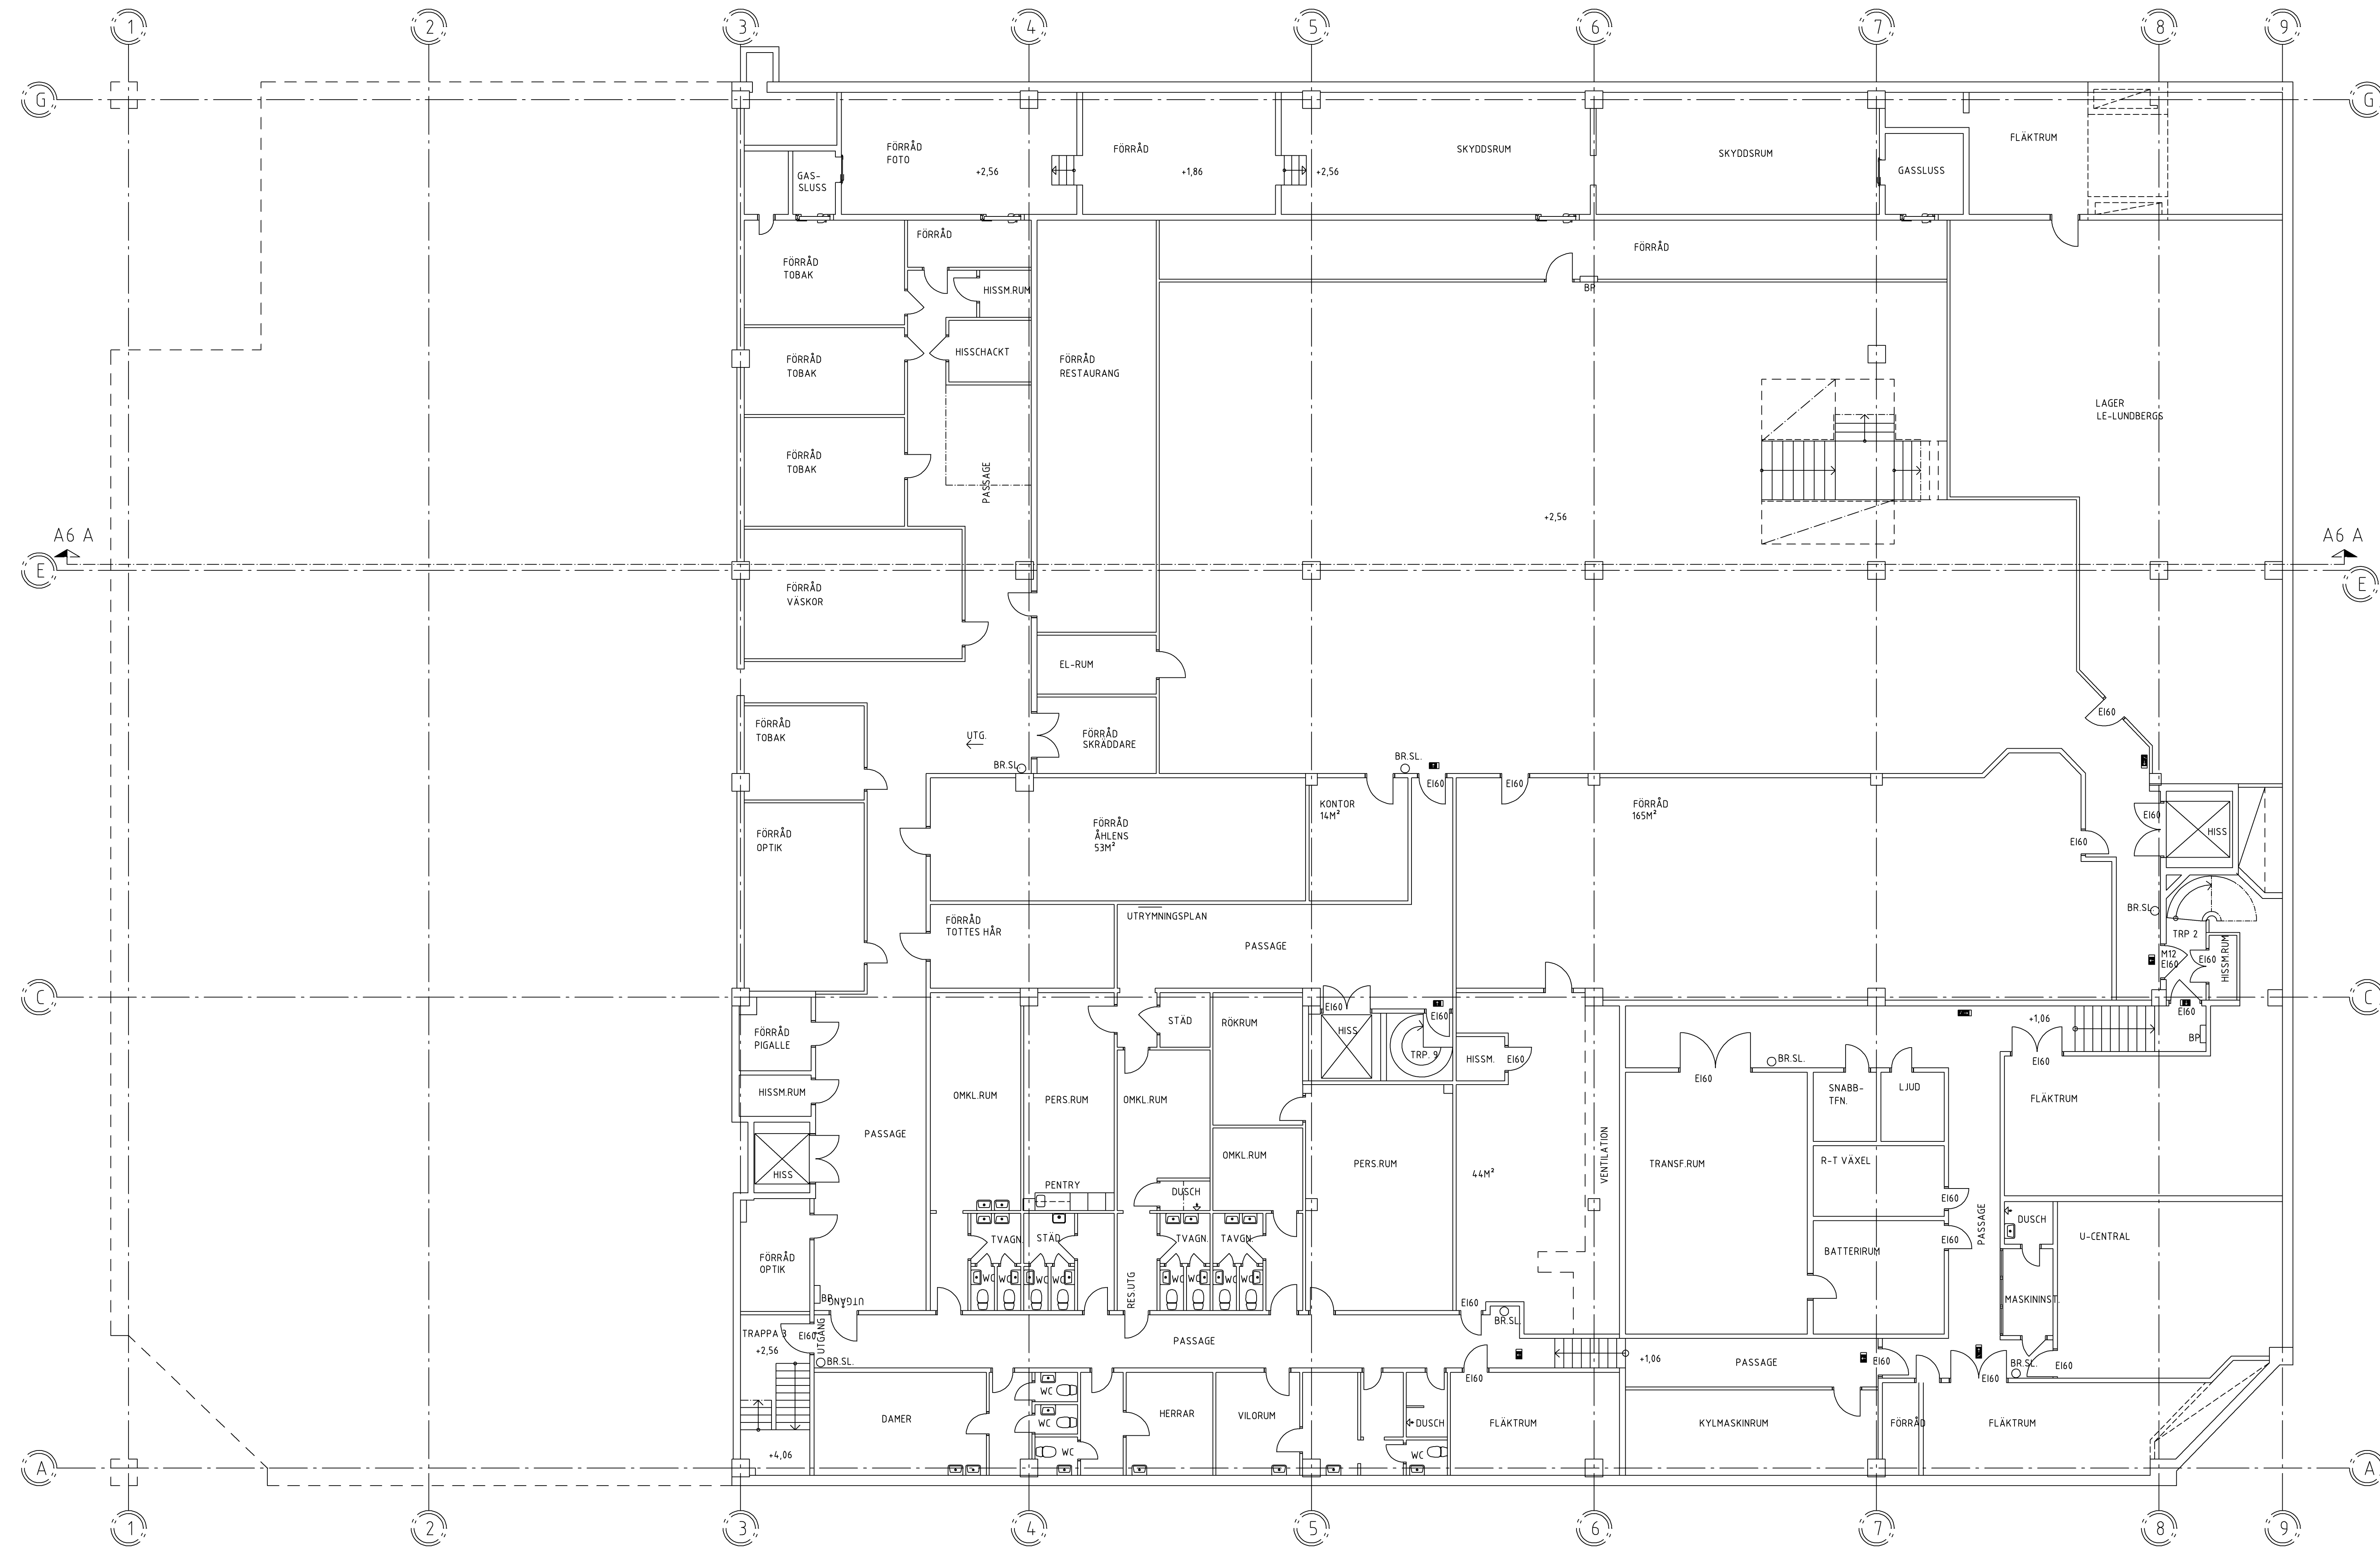 1 2 3 4 5 6 7 8 9
G G
FÖRRÅD
FOTO
+2,56
FÖRRÅD
+1,86
+2,56
SKYDDSRUM
SKYDDSRUM
GASSLUSS
FLÄKTRUM
GAS-
SLUSS
FÖRRÅD
TOBAK
FÖRRÅD
HISSM.RUM
FÖRRÅD
BP
FÖRRÅD
TOBAK
HISSCHACKT
FÖRRÅD
RESTAURANG
LAGER
LE-LUNDBERGS
FÖRRÅD
TOBAK
PASSAGE
+2,56
A6 A
A6 A
E E
FÖRRÅD
VÄSKOR
EL-RUM
FÖRRÅD
TOBAK
UTG.
BR.SL.
FÖRRÅD
SKRÄDDARE
EI60
BR.SL.
EI60
EI60
KONTOR
14M²
FÖRRÅD
165M²
FÖRRÅD
ÅHLENS
53M²
FÖRRÅD
OPTIK
EI60
EI60
HISS
FÖRRÅD
TOTTES HÅR
UTRYMNINGSPLAN
PASSAGE
BR.SL.
TRP 2
M12
EI60
EI60
HISSM.RUM
C C
EI60
FÖRRÅD
PIGALLE
STÄD
RÖKRUM
EI60
HISS
EI60
TRP. 9
HISSM.
EI60
+1,06
BP
EI60
BR.SL.
EI60
HISSM.RUM
OMKL.RUM
PERS.RUM
OMKL.RUM
SNABB-
TFN.
LJUD
FLÄKTRUM
PASSAGE
HISS
OMKL.RUM
PERS.RUM
44M²
VENTILATION
TRANSF.RUM
R-T VÄXEL
PENTRY
DUSCH
EI60
PASSAGE
DUSCH
U-CENTRAL
TVAGN.
STÄD
TVAGN.
TAVGN.
EI60
BATTERIRUM
FÖRRÅD
OPTIK
WC WC WC WC
WC WC WC WC
RES.UTG
BP
UTGÅNG
EI60
BR.SL.
MASKININST.
TRAPPA 3
EI60
UTGÅNG
+2,56
BR.SL.
PASSAGE
+1,06
PASSAGE
EI60
EI60
EI60
BR.SL.
EI60
DAMER
WC
WC
WC
HERRAR
VILORUM
DUSCH
WC
FLÄKTRUM
KYLMASKINRUM
FÖRRÅD
FLÄKTRUM
+4,06
A A
1 2 3 4 5 6 7 8 9